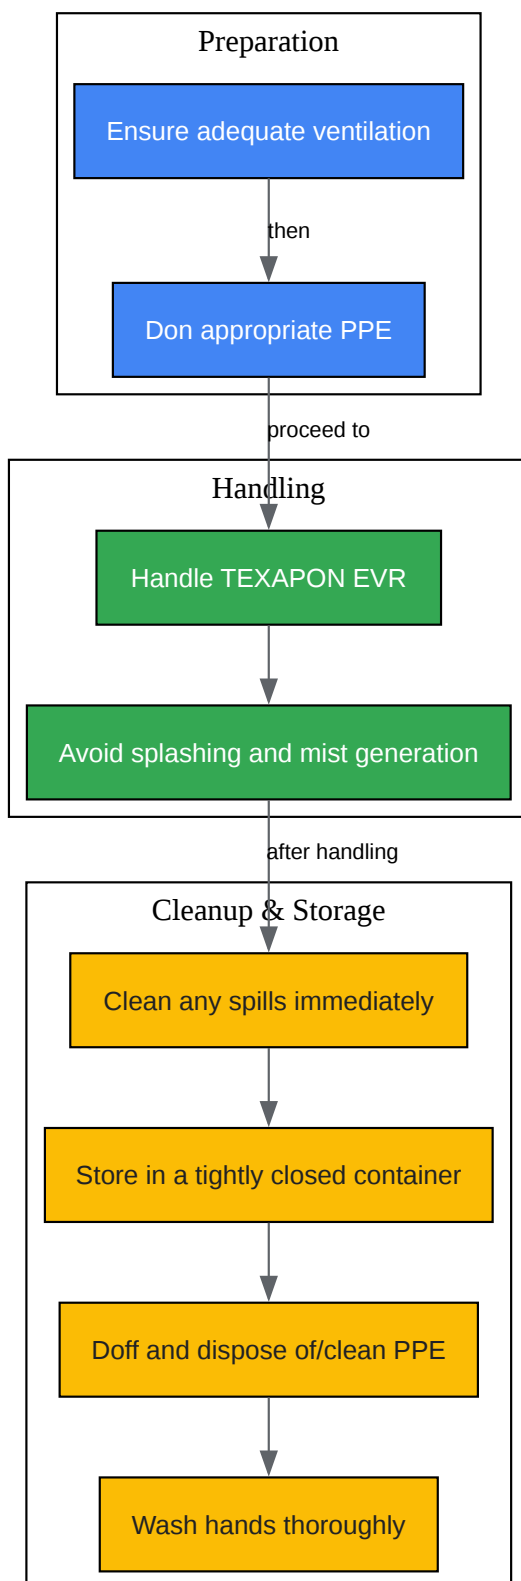 Preparation
Ensure adequate ventilation
then
Don appropriate PPE
proceed to
Handling
Handle TEXAPON EVR
Avoid splashing and mist generation
after handling
Cleanup & Storage
Clean any spills immediately
Store in a tightly closed container
Doff and dispose of/clean PPE
Wash hands thoroughly